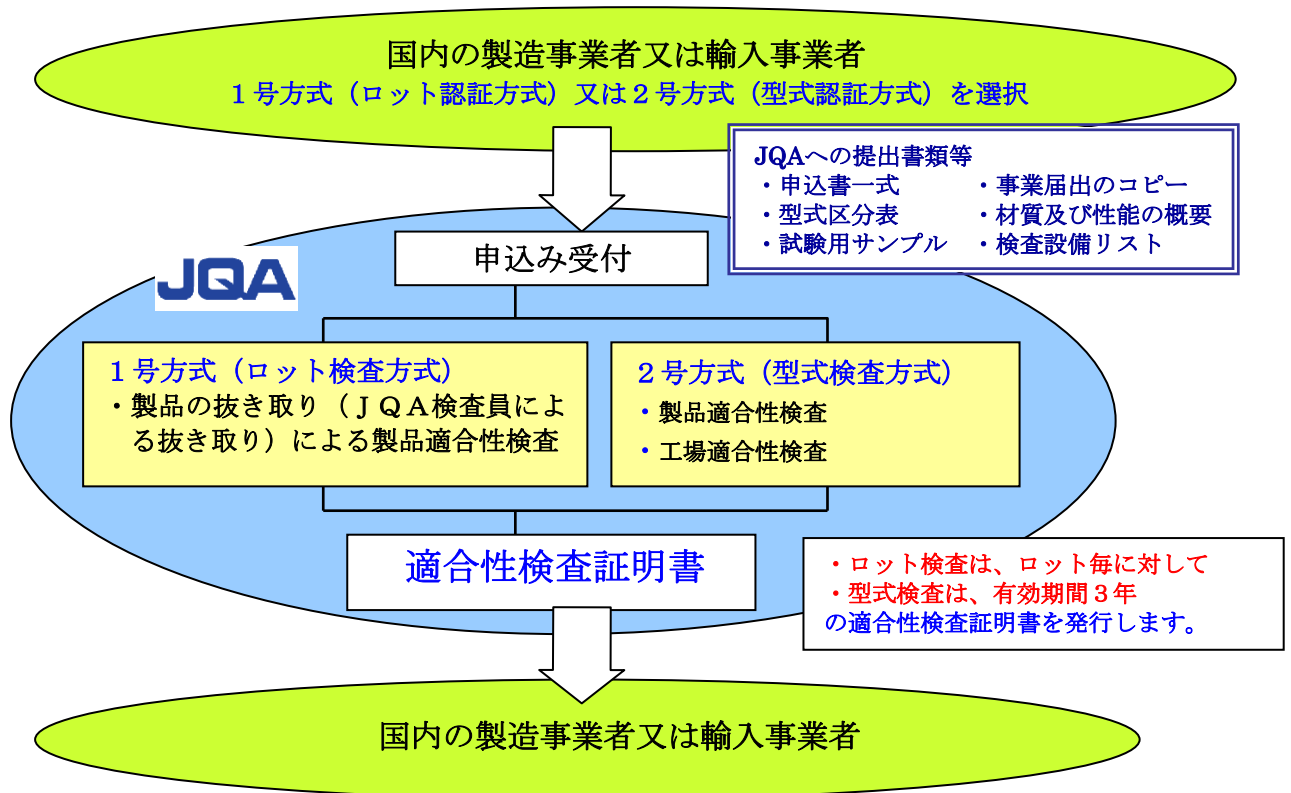 国内の製造事業者又は輸入事業者
１号方式（ロット認証方式）又は２号方式（型式認証方式）を選択
JQAへの提出書類等
・申込書一式　　　・事業届出のコピー
・型式区分表　　　・材質及び性能の概要
・試験用サンプル　・検査設備リスト
申込み受付
JQA
１号方式（ロット検査方式）
・製品の抜き取り（ＪＱＡ検査員によ
る抜き取り）による製品適合性検査
２号方式（型式検査方式）
・製品適合性検査
・工場適合性検査
適合性検査証明書
・ロット検査は、ロット毎に対して
・型式検査は、有効期間３年
の適合性検査証明書を発行します。
国内の製造事業者又は輸入事業者